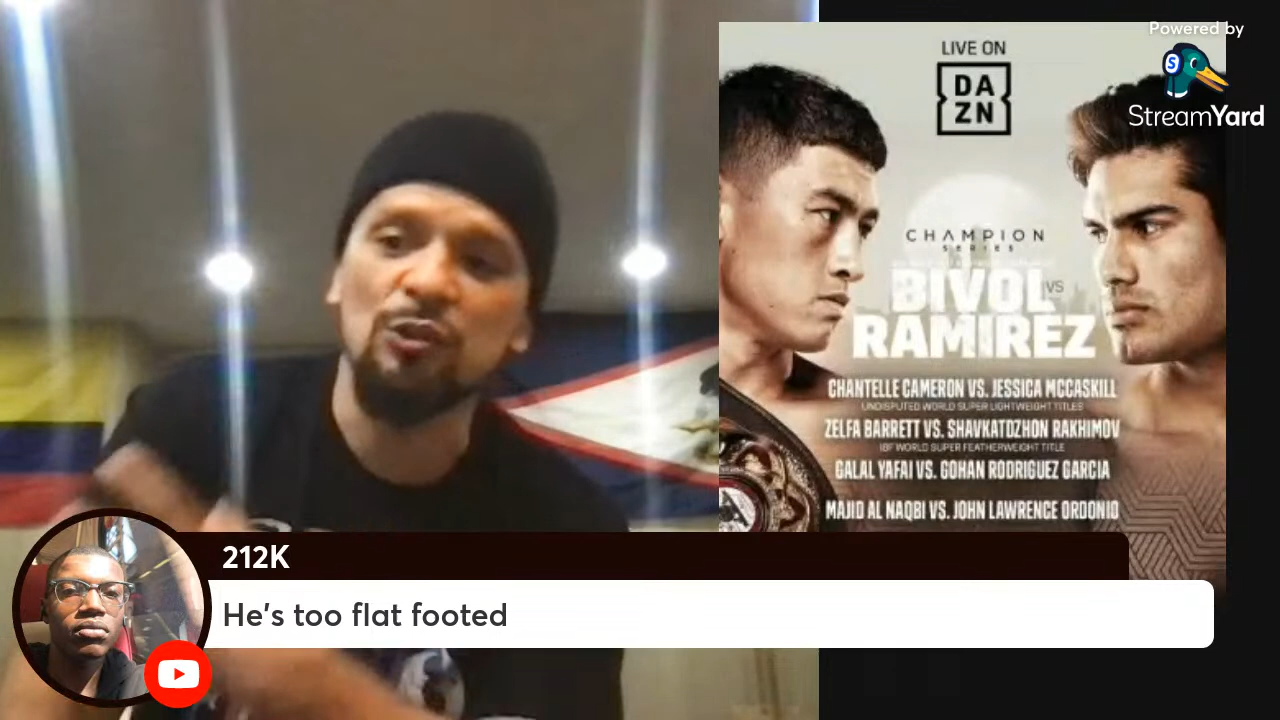 Powered by
StreamYard
LIVE ON
DA
ZN
CHAMPION
SERIES
BIVOL VS
RAMIREZ
CHANTELLE CAMERON VS. JESSICA MCCASKILL
UNDISPUTED WORLD SUPER LIGHTWEIGHT TITLES
ZELFA BARRETT VS. SHAVKATDZHON RAKHIMOV
IBF WORLD SUPER FEATHERWEIGHT TITLE
GALAL YAFAI VS. GOHAN RODRIGUEZ GARCIA
MAJID AL NAQBI VS. JOHN LAWRENCE ORDONIO
212K
He's too flat footed